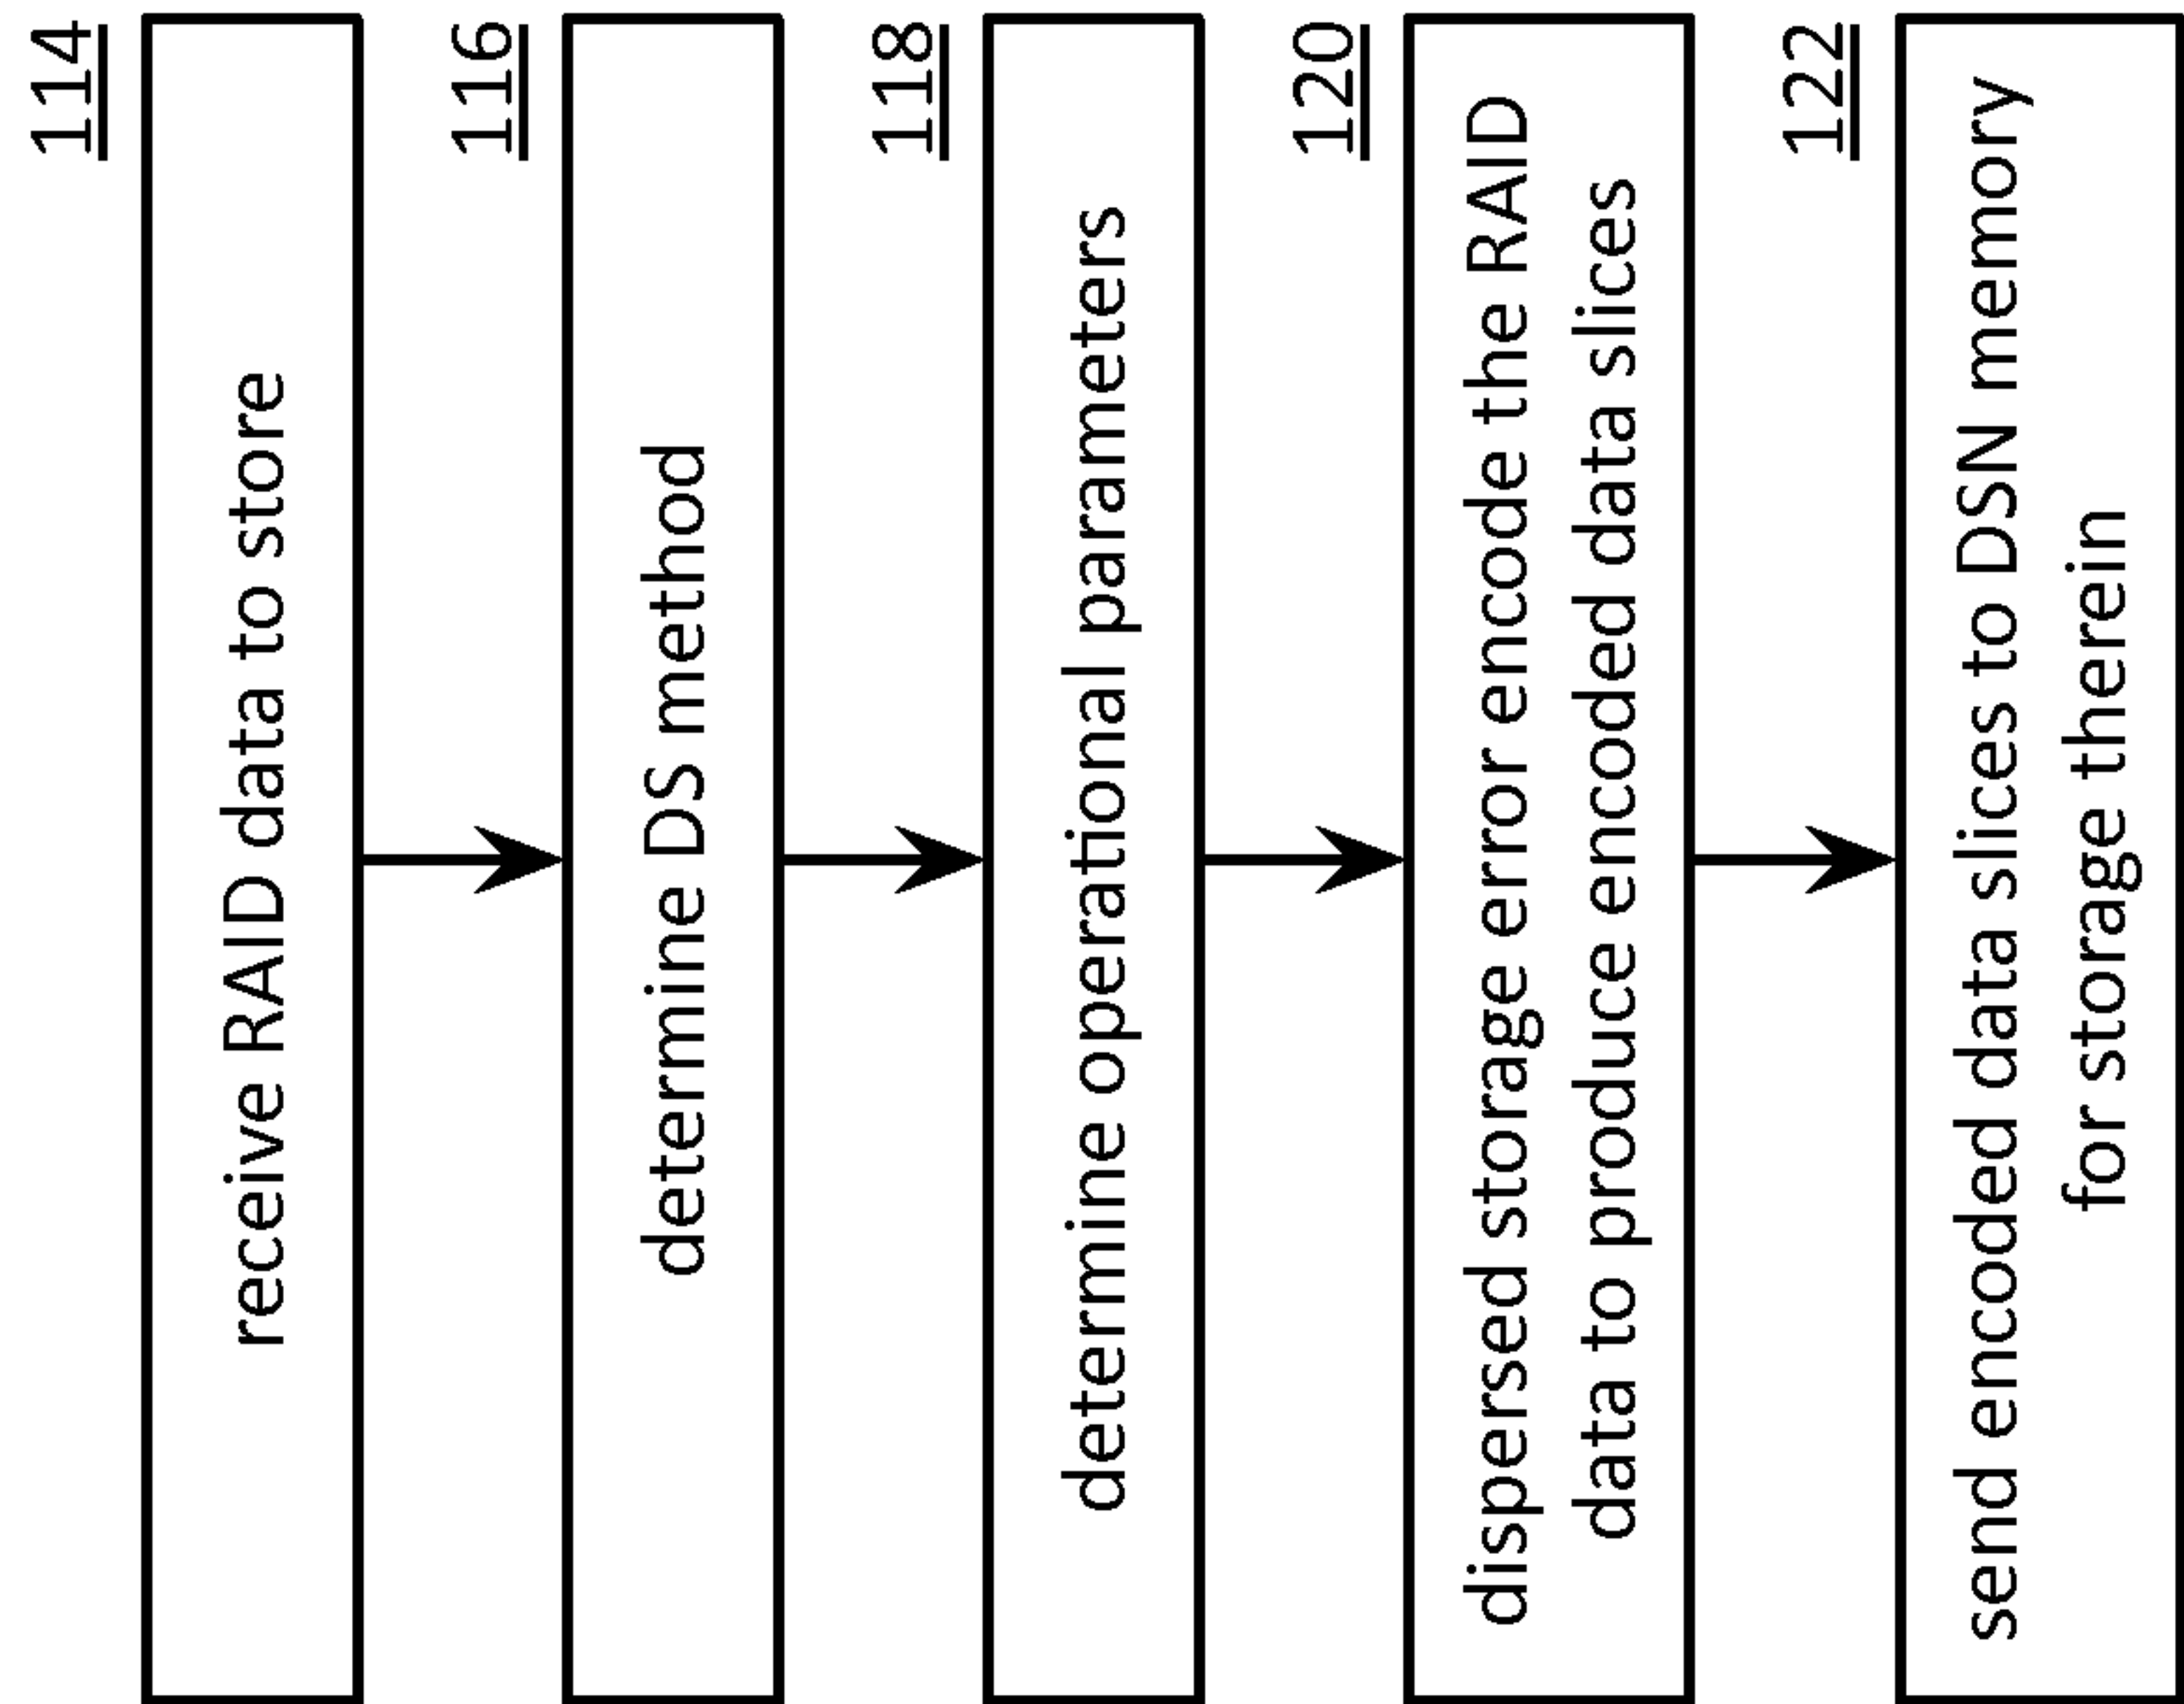 114
receive RAID data to store
116
determine DS method
118
determine operational parameters
120
dispersed storage error encode the RAID
data to produce encoded data slices
122
send encoded data slices to DSN memory
for storage therein